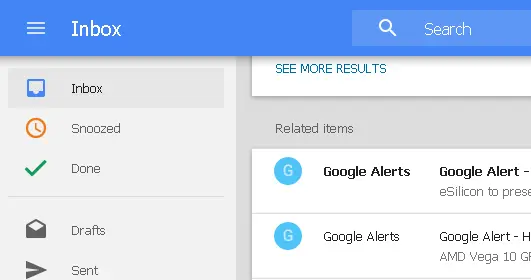 Inbox
Search
SEE MORE RESULTS
Inbox
Snoozed
Done
Related items
G Google Alerts Google Alert -
eSilicon to prese
Drafts
G Google Alerts Google Alert - H
AMD Vega 10 GP
Sent